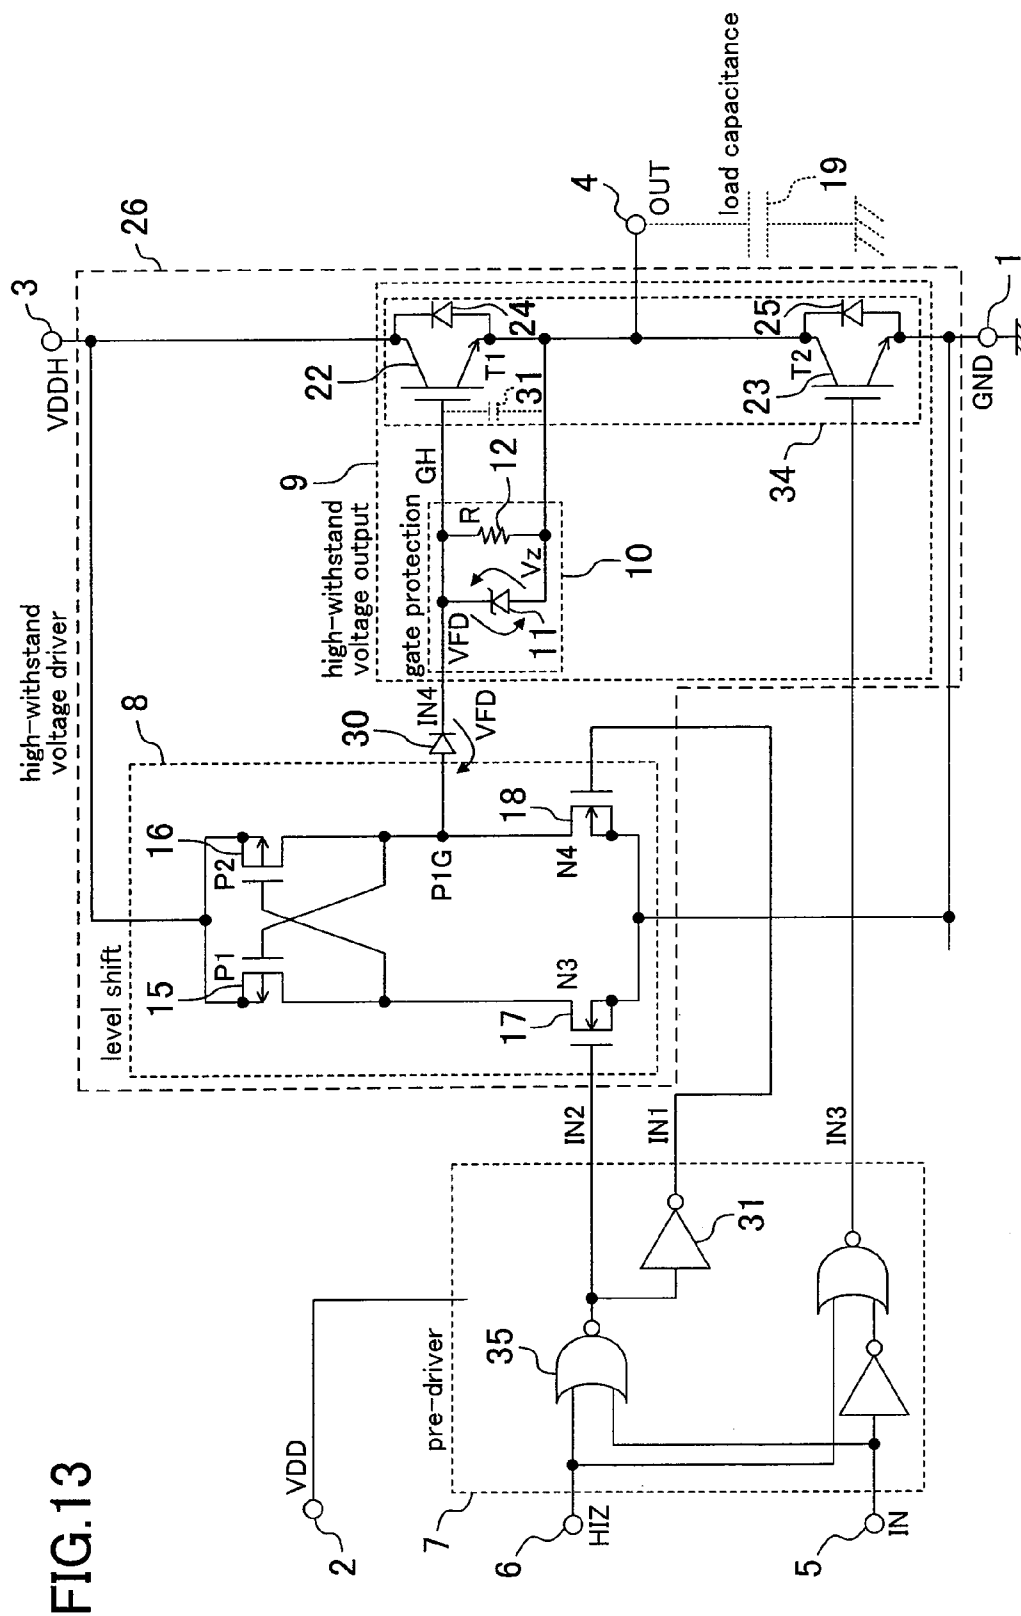 FIG.13
high-withstand
voltage driver
26
VDDH
3
level shift
8
15
P1
16
P2
P1G
17
N3
18
N4
30
IN4
VFD
9
high-withstand
voltage output
gate protection
10
VFD
11
Vz
R
12
GH
31
22
T1
24
4
OUT
load capacitance
19
34
23
T2
25
GND
1
VDD
2
pre-driver
7
35
31
IN2
IN1
IN3
6
HIZ
5
IN